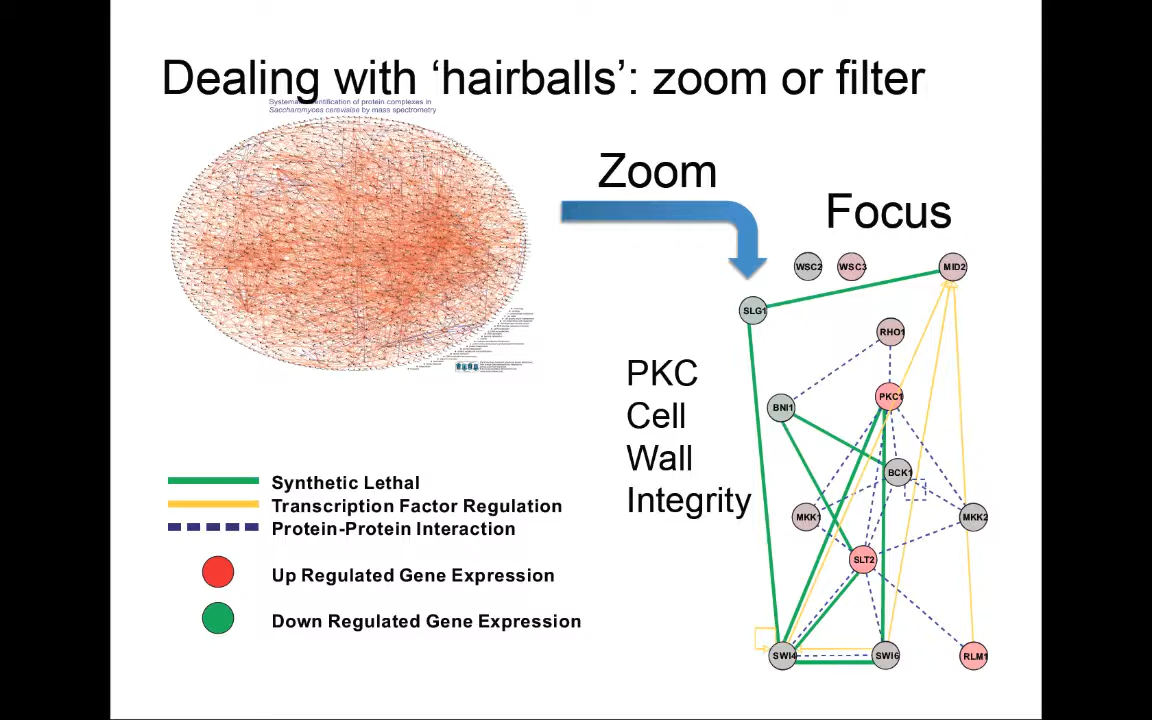 Dealing with ‘hairballs’: zoom or filter
Systematic identification of protein complexes in
Saccharomyces cerevisiae by mass spectrometry
Zoom
Focus
WSC2
WSC3
MID2
SLG1
RHO1
PKC
Cell
Wall
Integrity
PKC1
BNI1
BCK1
MKK1
MKK2
SLT2
SWI4
SWI6
RLM1
Synthetic Lethal
Transcription Factor Regulation
Protein-Protein Interaction
Up Regulated Gene Expression
Down Regulated Gene Expression